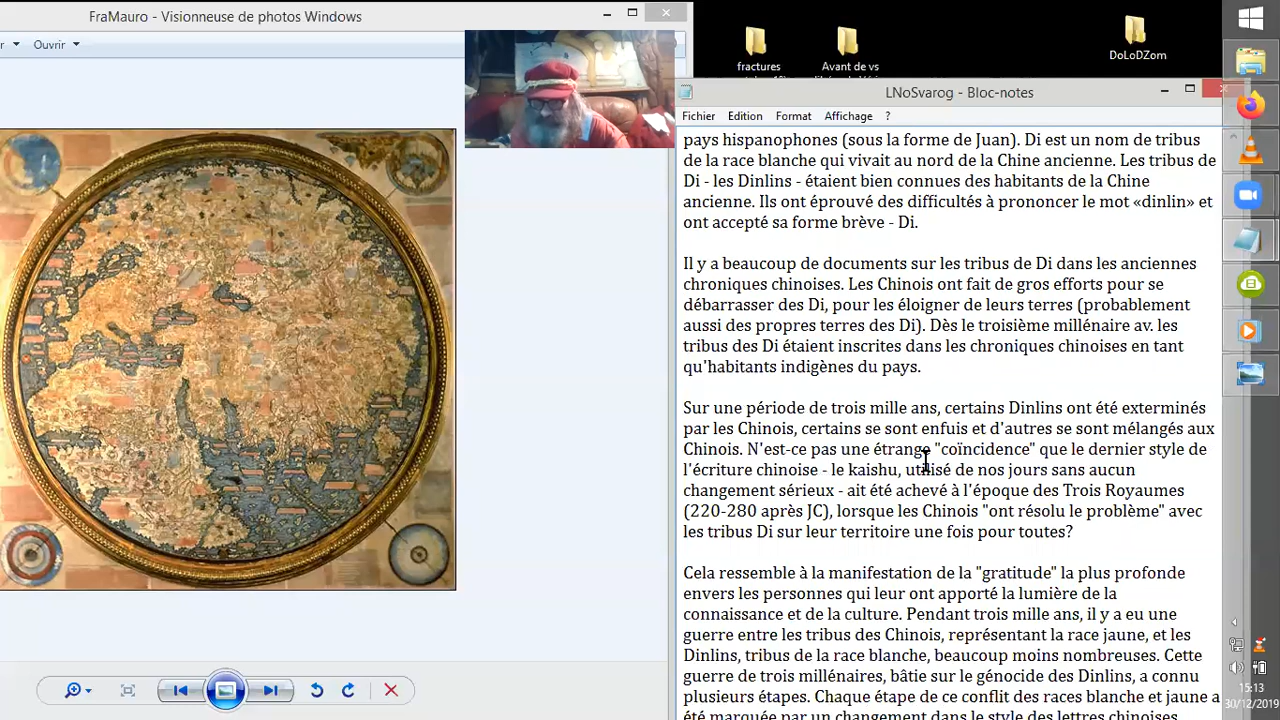 FraMauro - Visionneuse de photos Windows
r
Ouvrir
fractures
Avant de vs
DoLoDZom
LNoSvarog - Bloc-notes
Fichier Edition Format Affichage ?
pays hispanophones (sous la forme de Juan). Di est un nom de tribus
de la race blanche qui vivait au nord de la Chine ancienne. Les tribus de
Di - les Dinlins - étaient bien connues des habitants de la Chine
ancienne. Ils ont éprouvé des difficultés à prononcer le mot «dinlin» et
ont accepté sa forme brève - Di.
Il y a beaucoup de documents sur les tribus de Di dans les anciennes
chroniques chinoises. Les Chinois ont fait de gros efforts pour se
débarrasser des Di, pour les éloigner de leurs terres (probablement
aussi des propres terres des Di). Dès le troisième millénaire av. les
tribus des Di étaient inscrites dans les chroniques chinoises en tant
qu'habitants indigènes du pays.
Sur une période de trois mille ans, certains Dinlins ont été exterminés
par les Chinois, certains se sont enfuis et d'autres se sont mélangés aux
Chinois. N'est-ce pas une étrange "coïncidence" que le dernier style de
l'écriture chinoise - le kaishu, utilisé de nos jours sans aucun
changement sérieux - ait été achevé à l'époque des Trois Royaumes
(220-280 après JC), lorsque les Chinois "ont résolu le problème" avec
les tribus Di sur leur territoire une fois pour toutes?
Cela ressemble à la manifestation de la "gratitude" la plus profonde
envers les personnes qui leur ont apporté la lumière de la
connaissance et de la culture. Pendant trois mille ans, il y a eu une
guerre entre les tribus des Chinois, représentant la race jaune, et les
Dinlins, tribus de la race blanche, beaucoup moins nombreuses. Cette
guerre de trois millénaires, bâtie sur le génocide des Dinlins, a connu
plusieurs étapes. Chaque étape de ce conflit des races blanche et jaune a
été marquée par un changement dans le style des lettres chinoises
15:13
30/12/2019